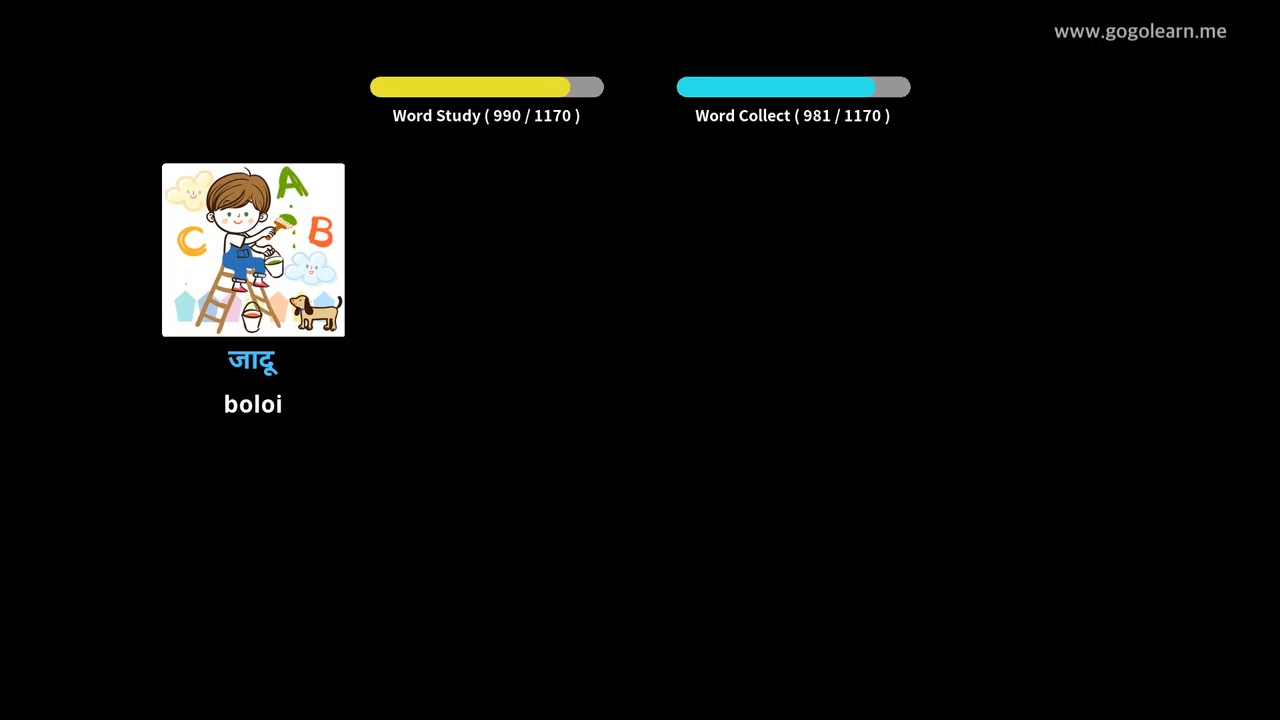 www.gogolearn.me
Word Study ( 990 / 1170 )
Word Collect ( 981 / 1170 )
A
B
C
जादू
boloi